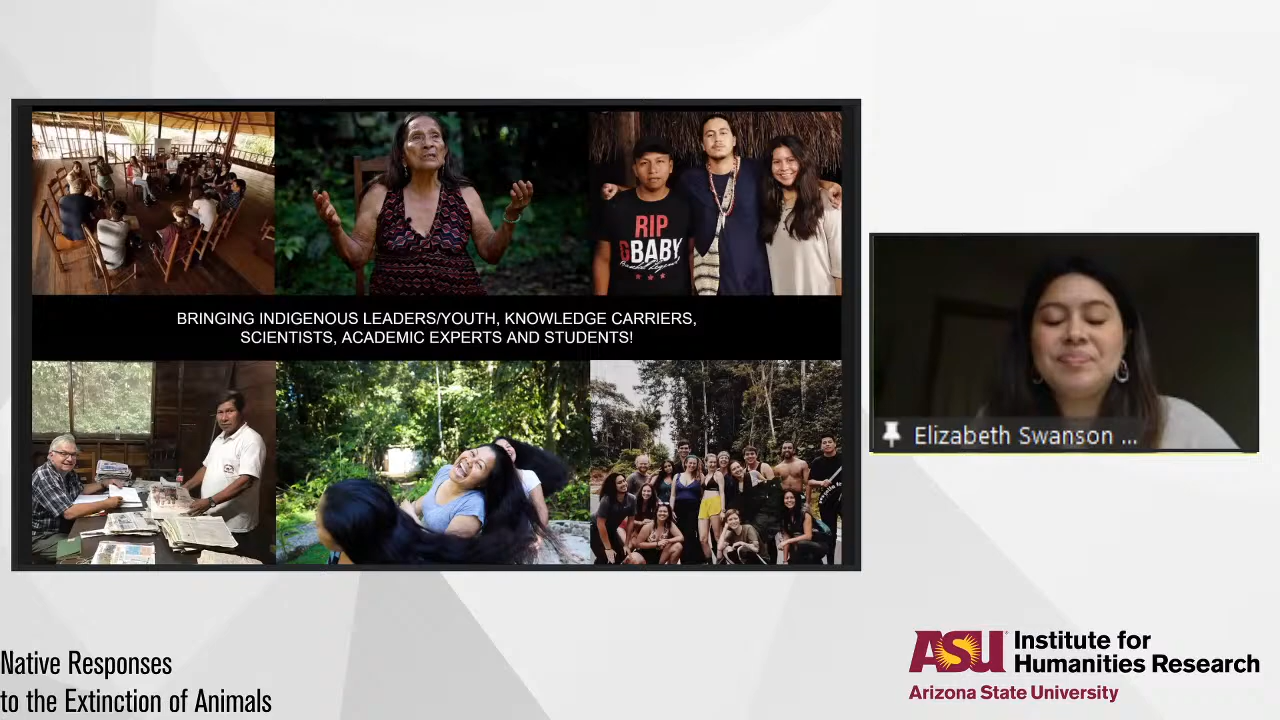 RIP
GBABY
BRINGING INDIGENOUS LEADERS/YOUTH, KNOWLEDGE CARRIERS,
SCIENTISTS, ACADEMIC EXPERTS AND STUDENTS!
Elizabeth Swanson ...
Native Responses
to the Extinction of Animals
ASU Institute for
Humanities Research
Arizona State University